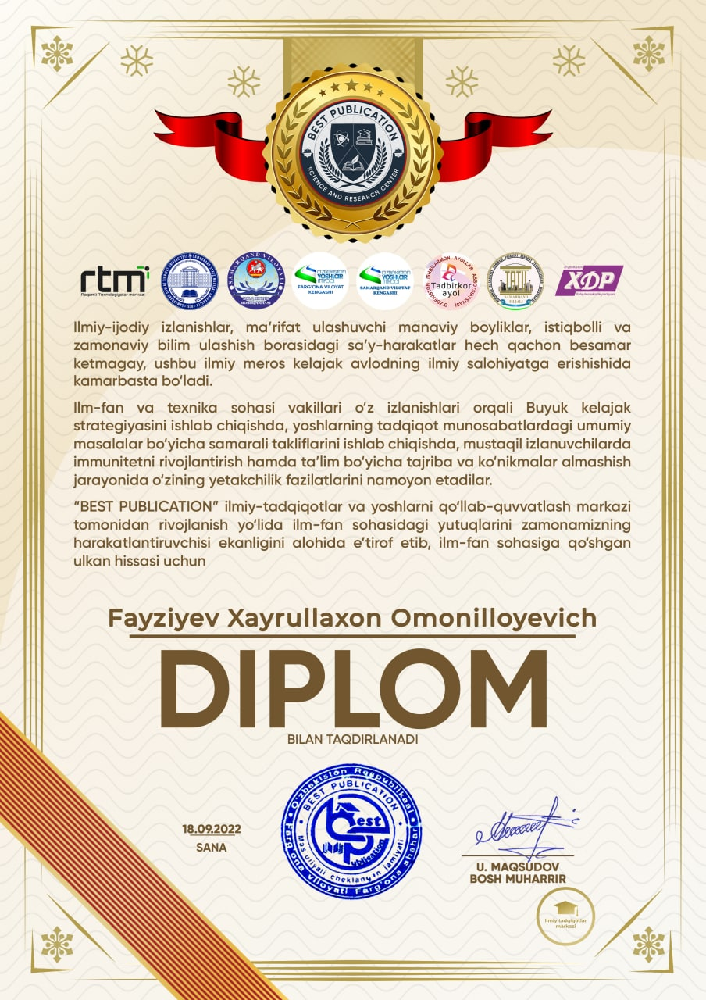 BEST PUBLICATION
SCIENCE AND RESEARCH CENTER
rtm
Raqamli Texnologiyalar markazi
SAMARQAND VILOYATI
O'ZBEKISTON
YOSHLAR
ITTIFOQI
FARG'ONA VILOYAT
KENGASHI
O'ZBEKISTON
YOSHLAR
ITTIFOQI
SAMARQAND VILOYAT
KENGASHI
O'ZBEKISTON ISHBILARMON AYOLLAR ASSOTSIATSIYASI
Tadbirkor
ayol
TATU
SAMARQAND
FILIALI
XDP
Ilmiy-ijodiy izlanishlar, ma’rifat ulashuvchi manaviy boyliklar, istiqbolli va
zamonaviy bilim ulashish borasidagi sa’y-harakatlar hech qachon besamar
ketmagay, ushbu ilmiy meros kelajak avlodning ilmiy salohiyatga erishishida
kamarbasta bo‘ladi.
Ilm-fan va texnika sohasi vakillari o‘z izlanishlari orqali Buyuk kelajak
strategiyasini ishlab chiqishda, yoshlarning tadqiqot munosabatlardagi umumiy
masalalar bo‘yicha samarali takliflarini ishlab chiqishda, mustaqil izlanuvchilarda
immunitetni rivojlantirish hamda ta’lim bo‘yicha tajriba va ko‘nikmalar almashish
jarayonida o‘zining yetakchilik fazilatlarini namoyon etadilar.
“BEST PUBLICATION” ilmiy-tadqiqotlar va yoshlarni qo‘llab-quvvatlash markazi
tomonidan rivojlanish yo‘lida ilm-fan sohasidagi yutuqlarini zamonamizning
harakatlantiruvchisi ekanligini alohida e’tirof etib, ilm-fan sohasiga qo‘shgan
ulkan hissasi uchun
Fayziyev Xayrullaxon Omonilloyevich
DIPLOM
BILAN TAQDIRLANADI
O'zbekiston Respublikasi
Farg'ona viloyati Farg'ona shahar
BEST PUBLICATION
Mas'uliyati cheklangan jamiyati
Best
Publication
18.09.2022
SANA
U. MAQSUDOV
BOSH MUHARRIR
Ilmiy tadqiqotlar
markazi